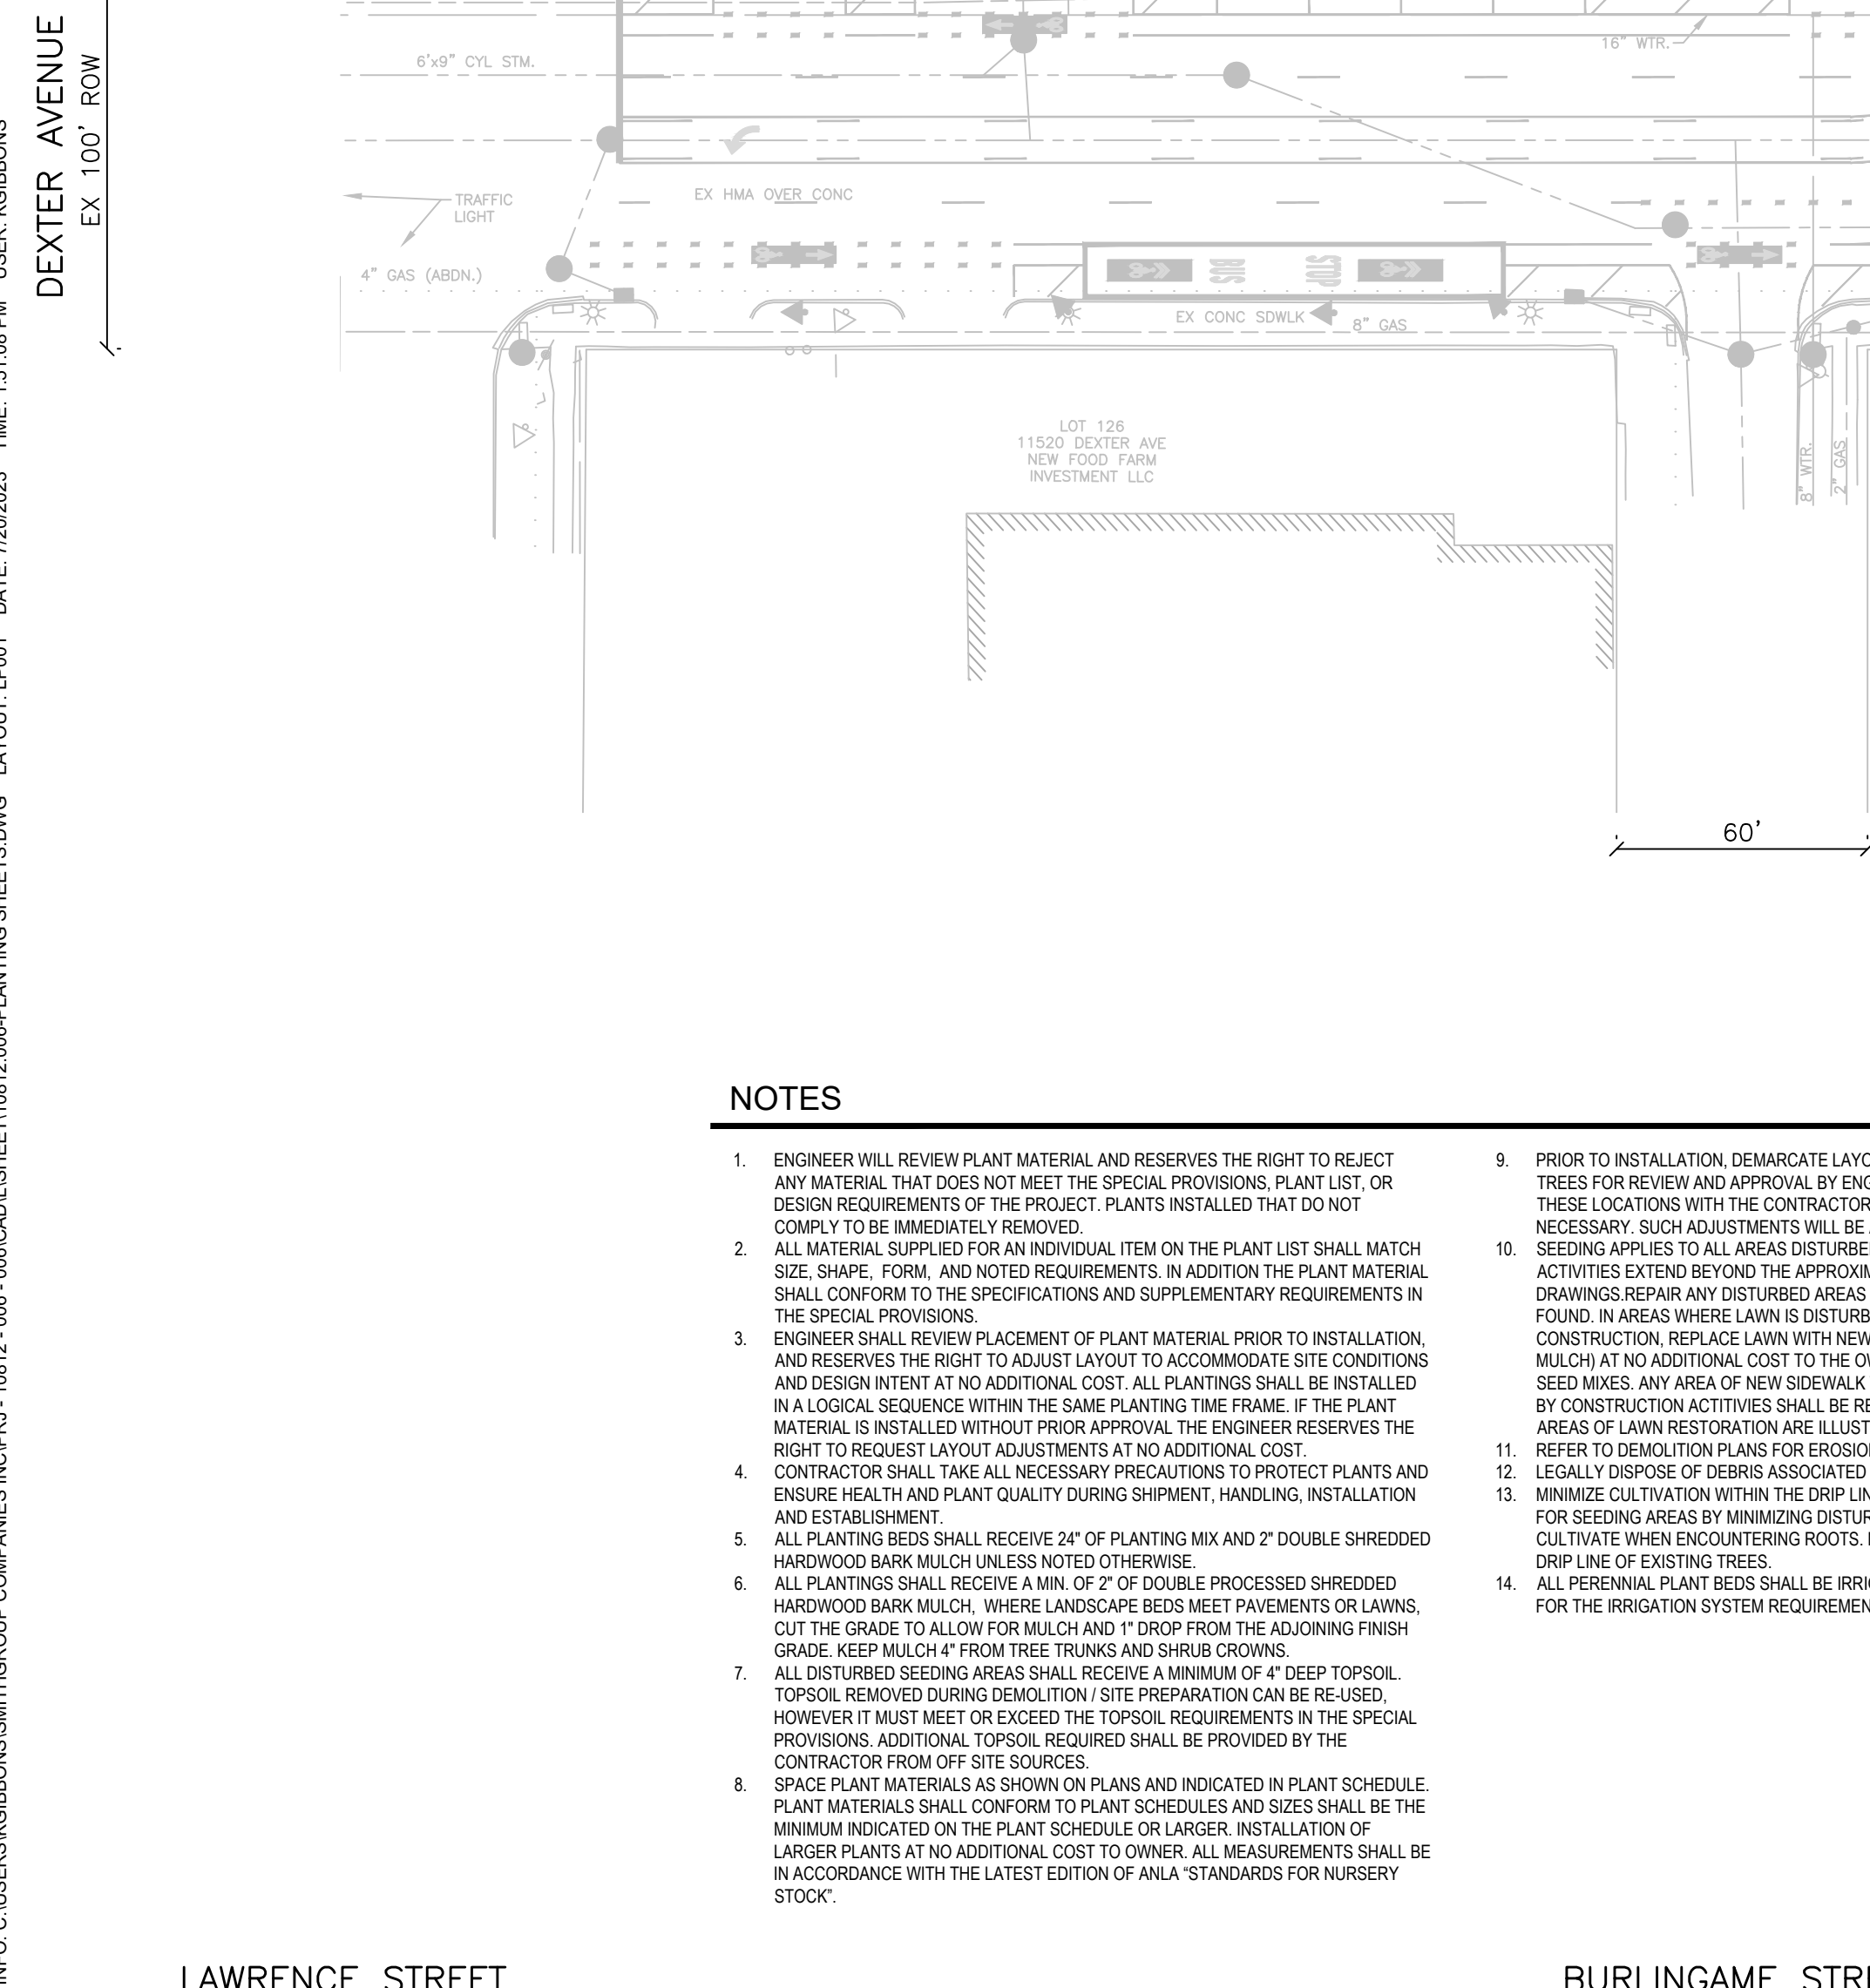 DEXTER AVENUE
EX 100' ROW
6'x9" CYL STM.
16" WTR.
EX HMA OVER CONC
TRAFFIC
LIGHT
4" GAS (ABDN.)
BUS
STOP
EX CONC SDWLK
8" GAS
LOT 126
11520 DEXTER AVE
NEW FOOD FARM
INVESTMENT LLC
8" WTR.
2" GAS
60'
NOTES
1. ENGINEER WILL REVIEW PLANT MATERIAL AND RESERVES THE RIGHT TO REJECT
ANY MATERIAL THAT DOES NOT MEET THE SPECIAL PROVISIONS, PLANT LIST, OR
DESIGN REQUIREMENTS OF THE PROJECT. PLANTS INSTALLED THAT DO NOT
COMPLY TO BE IMMEDIATELY REMOVED.
2. ALL MATERIAL SUPPLIED FOR AN INDIVIDUAL ITEM ON THE PLANT LIST SHALL MATCH
SIZE, SHAPE, FORM, AND NOTED REQUIREMENTS. IN ADDITION THE PLANT MATERIAL
SHALL CONFORM TO THE SPECIFICATIONS AND SUPPLEMENTARY REQUIREMENTS IN
THE SPECIAL PROVISIONS.
3. ENGINEER SHALL REVIEW PLACEMENT OF PLANT MATERIAL PRIOR TO INSTALLATION,
AND RESERVES THE RIGHT TO ADJUST LAYOUT TO ACCOMMODATE SITE CONDITIONS
AND DESIGN INTENT AT NO ADDITIONAL COST. ALL PLANTINGS SHALL BE INSTALLED
IN A LOGICAL SEQUENCE WITHIN THE SAME PLANTING TIME FRAME. IF THE PLANT
MATERIAL IS INSTALLED WITHOUT PRIOR APPROVAL THE ENGINEER RESERVES THE
RIGHT TO REQUEST LAYOUT ADJUSTMENTS AT NO ADDITIONAL COST.
4. CONTRACTOR SHALL TAKE ALL NECESSARY PRECAUTIONS TO PROTECT PLANTS AND
ENSURE HEALTH AND PLANT QUALITY DURING SHIPMENT, HANDLING, INSTALLATION
AND ESTABLISHMENT.
5. ALL PLANTING BEDS SHALL RECEIVE 24" OF PLANTING MIX AND 2" DOUBLE SHREDDED
HARDWOOD BARK MULCH UNLESS NOTED OTHERWISE.
6. ALL PLANTINGS SHALL RECEIVE A MIN. OF 2" OF DOUBLE PROCESSED SHREDDED
HARDWOOD BARK MULCH, WHERE LANDSCAPE BEDS MEET PAVEMENTS OR LAWNS,
CUT THE GRADE TO ALLOW FOR MULCH AND 1" DROP FROM THE ADJOINING FINISH
GRADE. KEEP MULCH 4" FROM TREE TRUNKS AND SHRUB CROWNS.
7. ALL DISTURBED SEEDING AREAS SHALL RECEIVE A MINIMUM OF 4" DEEP TOPSOIL.
TOPSOIL REMOVED DURING DEMOLITION / SITE PREPARATION CAN BE RE-USED,
HOWEVER IT MUST MEET OR EXCEED THE TOPSOIL REQUIREMENTS IN THE SPECIAL
PROVISIONS. ADDITIONAL TOPSOIL REQUIRED SHALL BE PROVIDED BY THE
CONTRACTOR FROM OFF SITE SOURCES.
8. SPACE PLANT MATERIALS AS SHOWN ON PLANS AND INDICATED IN PLANT SCHEDULE.
PLANT MATERIALS SHALL CONFORM TO PLANT SCHEDULES AND SIZES SHALL BE THE
MINIMUM INDICATED ON THE PLANT SCHEDULE OR LARGER. INSTALLATION OF
LARGER PLANTS AT NO ADDITIONAL COST TO OWNER. ALL MEASUREMENTS SHALL BE
IN ACCORDANCE WITH THE LATEST EDITION OF ANLA “STANDARDS FOR NURSERY
STOCK”.
9. PRIOR TO INSTALLATION, DEMARCATE
TREES FOR REVIEW AND APPROVAL BY
THESE LOCATIONS WITH THE CONTRACTOR
NECESSARY. SUCH ADJUSTMENTS WILL BE
10. SEEDING APPLIES TO ALL AREAS
ACTIVITIES EXTEND BEYOND THE
DRAWINGS.REPAIR ANY DISTURBED AREAS
FOUND. IN AREAS WHERE LAWN IS
CONSTRUCTION, REPLACE LAWN WITH NEW
MULCH) AT NO ADDITIONAL COST TO THE
SEED MIXES. ANY AREA OF NEW SIDEWALK
BY CONSTRUCTION ACTITIVIES SHALL BE
AREAS OF LAWN RESTORATION ARE
11. REFER TO DEMOLITION PLANS FOR
12. LEGALLY DISPOSE OF DEBRIS ASSOCIATED
13. MINIMIZE CULTIVATION WITHIN THE DRIP
FOR SEEDING AREAS BY MINIMIZING
CULTIVATE WHEN ENCOUNTERING ROOTS.
DRIP LINE OF EXISTING TREES.
14. ALL PERENNIAL PLANT BEDS SHALL BE
FOR THE IRRIGATION SYSTEM
LAWRENCE STREET
BURLINGAME